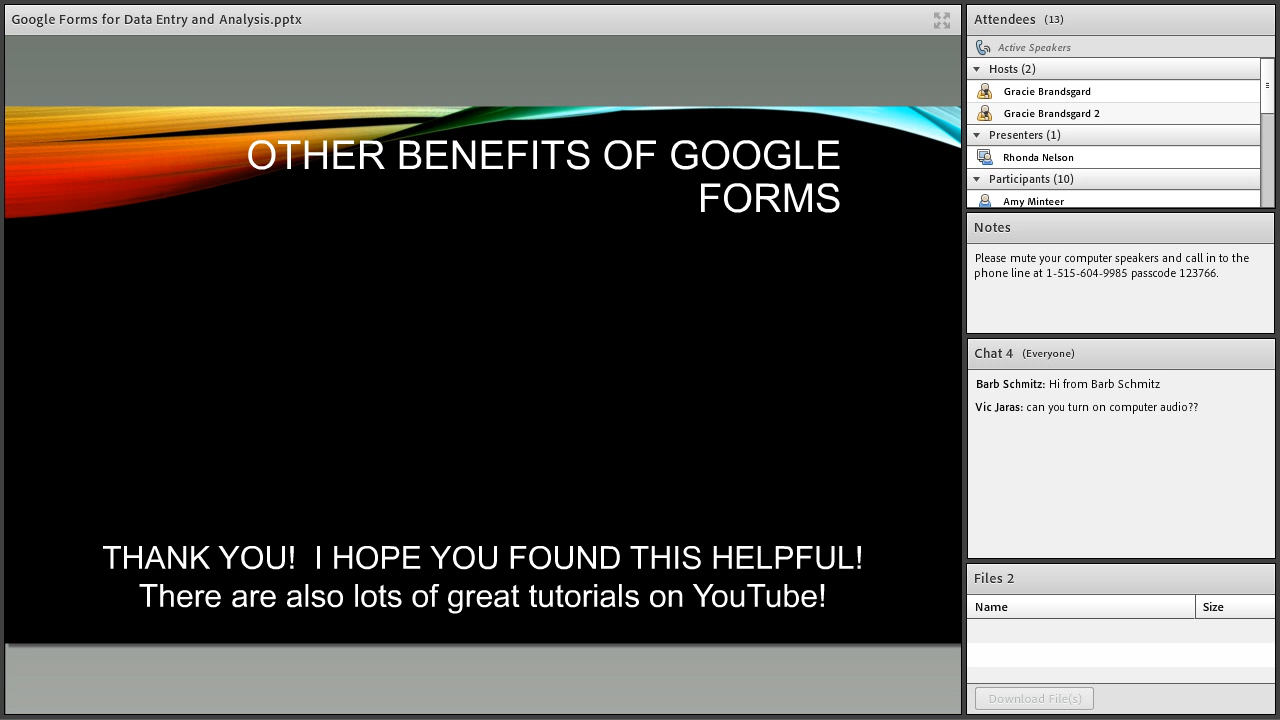 Google Forms for Data Entry and Analysis.pptx
OTHER BENEFITS OF GOOGLE
FORMS
THANK YOU!  I HOPE YOU FOUND THIS HELPFUL!
There are also lots of great tutorials on YouTube!
Attendees (13)
Active Speakers
Hosts (2)
Gracie Brandsgard
Gracie Brandsgard 2
Presenters (1)
Rhonda Nelson
Participants (10)
Amy Minteer
Notes
Please mute your computer speakers and call in to the
phone line at 1-515-604-9985 passcode 123766.
Chat 4 (Everyone)
Barb Schmitz: Hi from Barb Schmitz
Vic Jaras: can you turn on computer audio??
Files 2
Name Size
Download File(s)